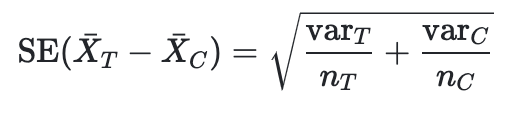 SE(X̄_T − X̄_C) = √(var_T/n_T + var_C/n_C)